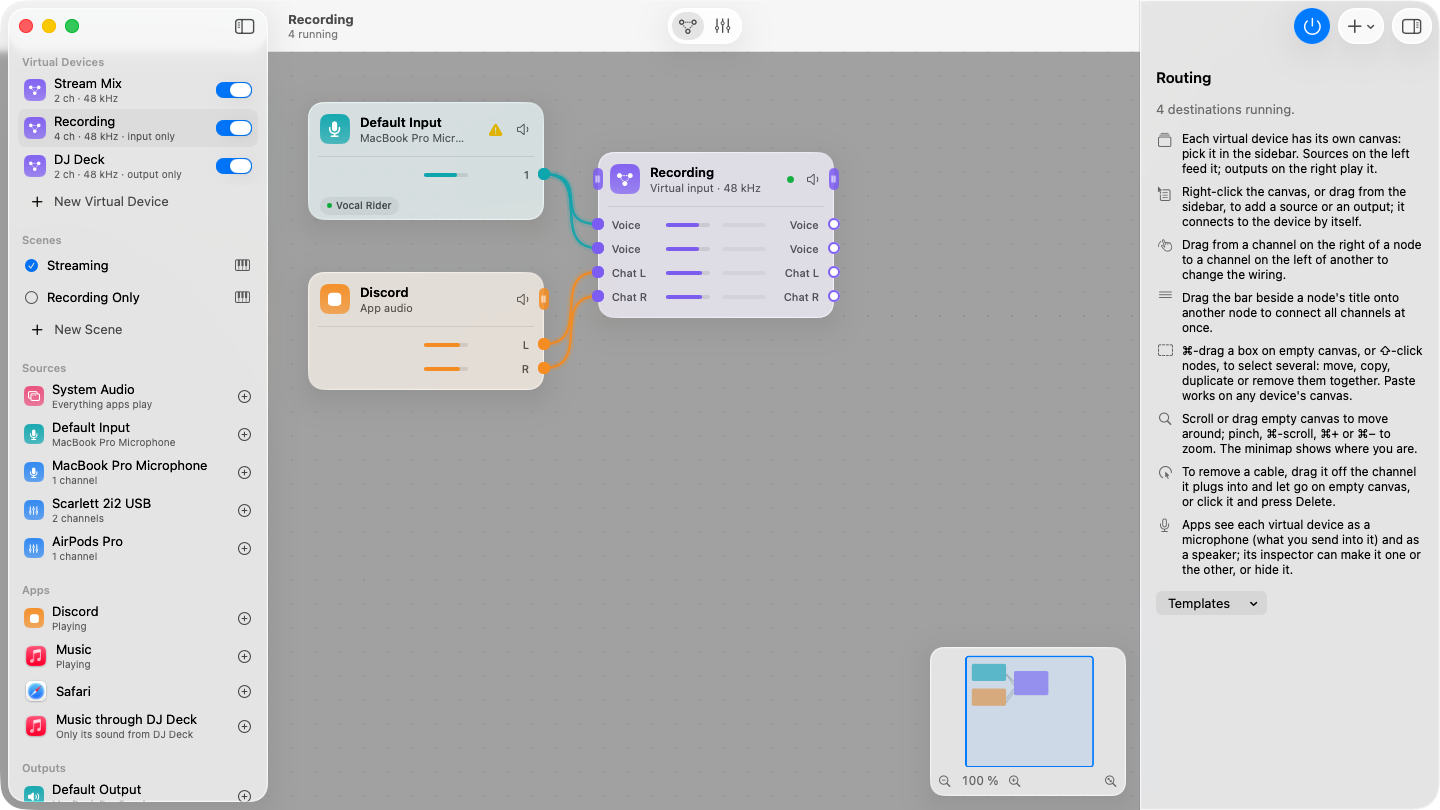 Recording
4 running
Virtual Devices
Stream Mix
2 ch · 48 kHz
Recording
4 ch · 48 kHz · input only
DJ Deck
2 ch · 48 kHz · output only
New Virtual Device
Scenes
Streaming
Recording Only
New Scene
Sources
System Audio
Everything apps play
Default Input
MacBook Pro Microphone
MacBook Pro Microphone
1 channel
Scarlett 2i2 USB
2 channels
AirPods Pro
1 channel
Apps
Discord
Playing
Music
Playing
Safari
Music through DJ Deck
Only its sound from DJ Deck
Outputs
Default Output
Default Input
MacBook Pro Micr...
1
Vocal Rider
Discord
App audio
L
R
Recording
Virtual input · 48 kHz
Voice Voice
Voice Voice
Chat L Chat L
Chat R Chat R
100 %
Routing
4 destinations running.
Each virtual device has its own canvas:
pick it in the sidebar. Sources on the left
feed it; outputs on the right play it.
Right-click the canvas, or drag from the
sidebar, to add a source or an output; it
connects to the device by itself.
Drag from a channel on the right of a node
to a channel on the left of another to
change the wiring.
Drag the bar beside a node's title onto
another node to connect all channels at
once.
⌘-drag a box on empty canvas, or ⇧-click
nodes, to select several: move, copy,
duplicate or remove them together. Paste
works on any device's canvas.
Scroll or drag empty canvas to move
around; pinch, ⌘-scroll, ⌘+ or ⌘− to
zoom. The minimap shows where you are.
To remove a cable, drag it off the channel
it plugs into and let go on empty canvas,
or click it and press Delete.
Apps see each virtual device as a
microphone (what you send into it) and as
a speaker; its inspector can make it one or
the other, or hide it.
Templates